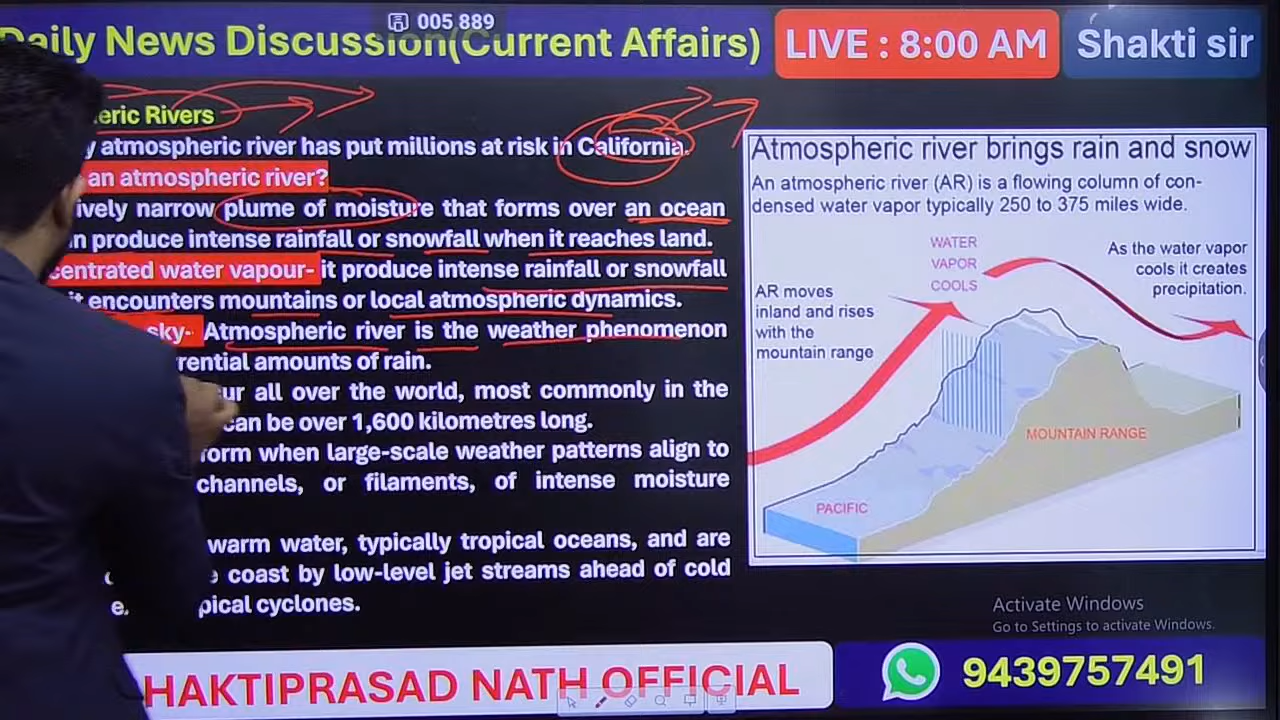 005 889
Daily News Discussion(Current Affairs)
LIVE : 8:00 AM
Shakti sir
eric Rivers
y atmospheric river has put millions at risk in California.
an atmospheric river?
ively narrow plume of moisture that forms over an ocean
n produce intense rainfall or snowfall when it reaches land.
centrated water vapour- it produce intense rainfall or snowfall
it encounters mountains or local atmospheric dynamics.
sky- Atmospheric river is the weather phenomenon
rential amounts of rain.
ur all over the world, most commonly in the
can be over 1,600 kilometres long.
form when large-scale weather patterns align to
channels, or filaments, of intense moisture
warm water, typically tropical oceans, and are
coast by low-level jet streams ahead of cold
pical cyclones.
Atmospheric river brings rain and snow
An atmospheric river (AR) is a flowing column of con-
densed water vapor typically 250 to 375 miles wide.
WATER
VAPOR
COOLS
As the water vapor
cools it creates
precipitation.
AR moves
inland and rises
with the
mountain range
MOUNTAIN RANGE
PACIFIC
Activate Windows
Go to Settings to activate Windows.
HAKTIPRASAD NATH OFFICIAL
9439757491